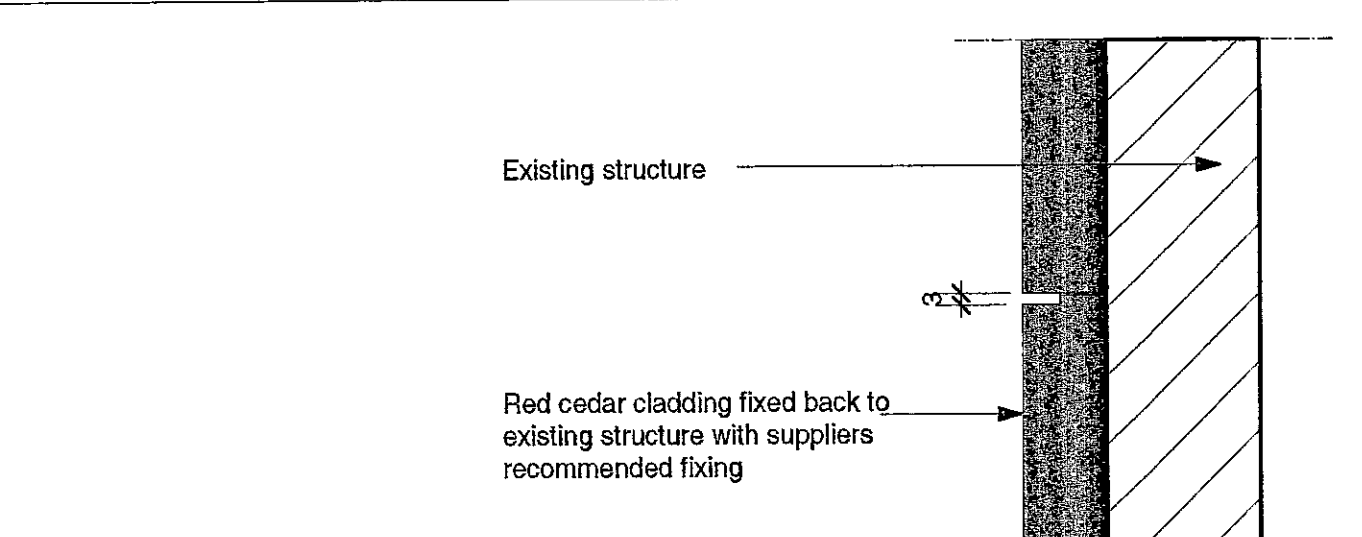 Existing structure
3
Red cedar cladding fixed back to
existing structure with suppliers
recommended fixing